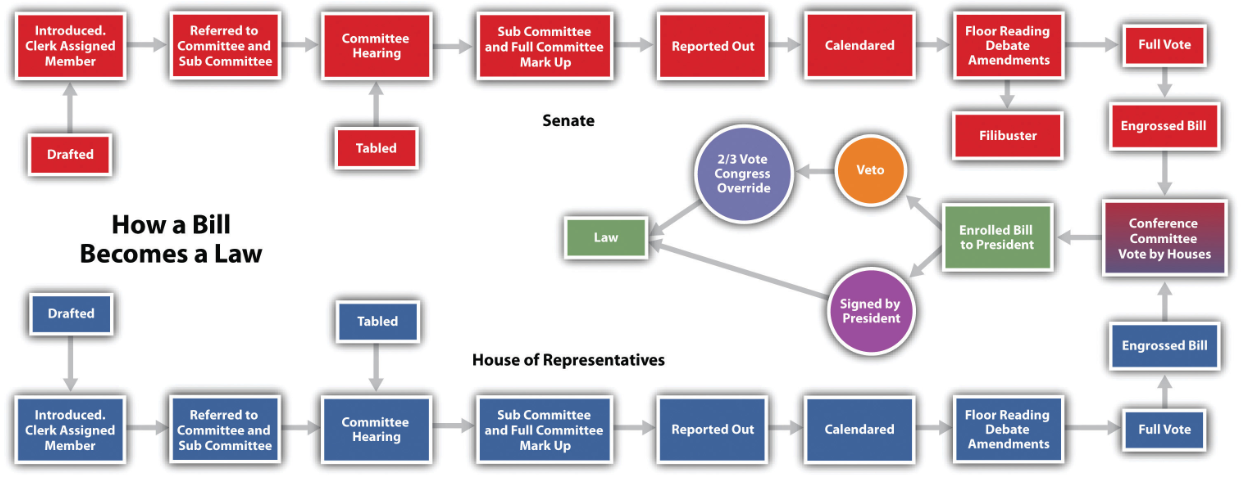 Introduced.
Clerk Assigned
Member
Referred to
Committee and
Sub Committee
Committee
Hearing
Sub Committee
and Full Committee
Mark Up
Reported Out
Calendared
Floor Reading
Debate
Amendments
Full Vote
Drafted
Tabled
Senate
Filibuster
Engrossed Bill
How a Bill
Becomes a Law
Law
2/3 Vote
Congress
Override
Veto
Signed by
President
Enrolled Bill
to President
Conference
Committee
Vote by Houses
Drafted
Tabled
House of Representatives
Engrossed Bill
Introduced.
Clerk Assigned
Member
Referred to
Committee and
Sub Committee
Committee
Hearing
Sub Committee
and Full Committee
Mark Up
Reported Out
Calendared
Floor Reading
Debate
Amendments
Full Vote